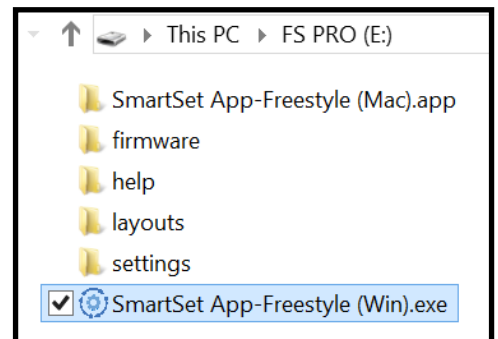 This PC FS PRO (E:)
SmartSet App-Freestyle (Mac).app
firmware
help
layouts
settings
SmartSet App-Freestyle (Win).exe